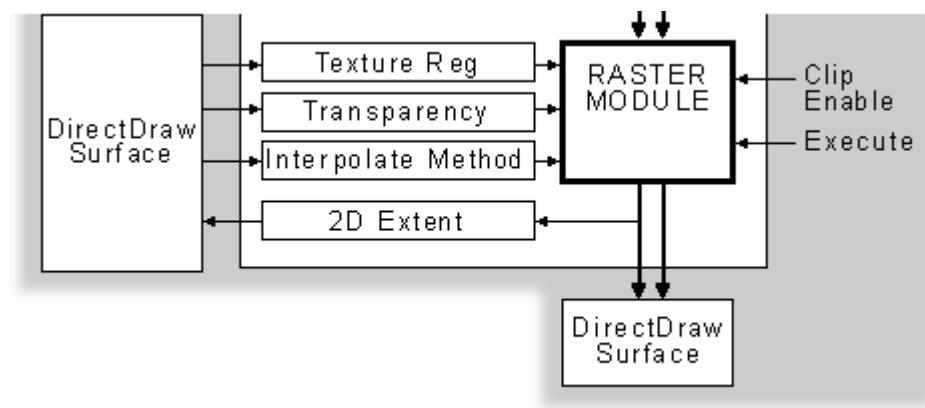 DirectDraw
Surface
Texture Reg
Transparency
Interpolate Method
2D Extent
RASTER
MODULE
Clip
Enable
Execute
DirectDraw
Surface